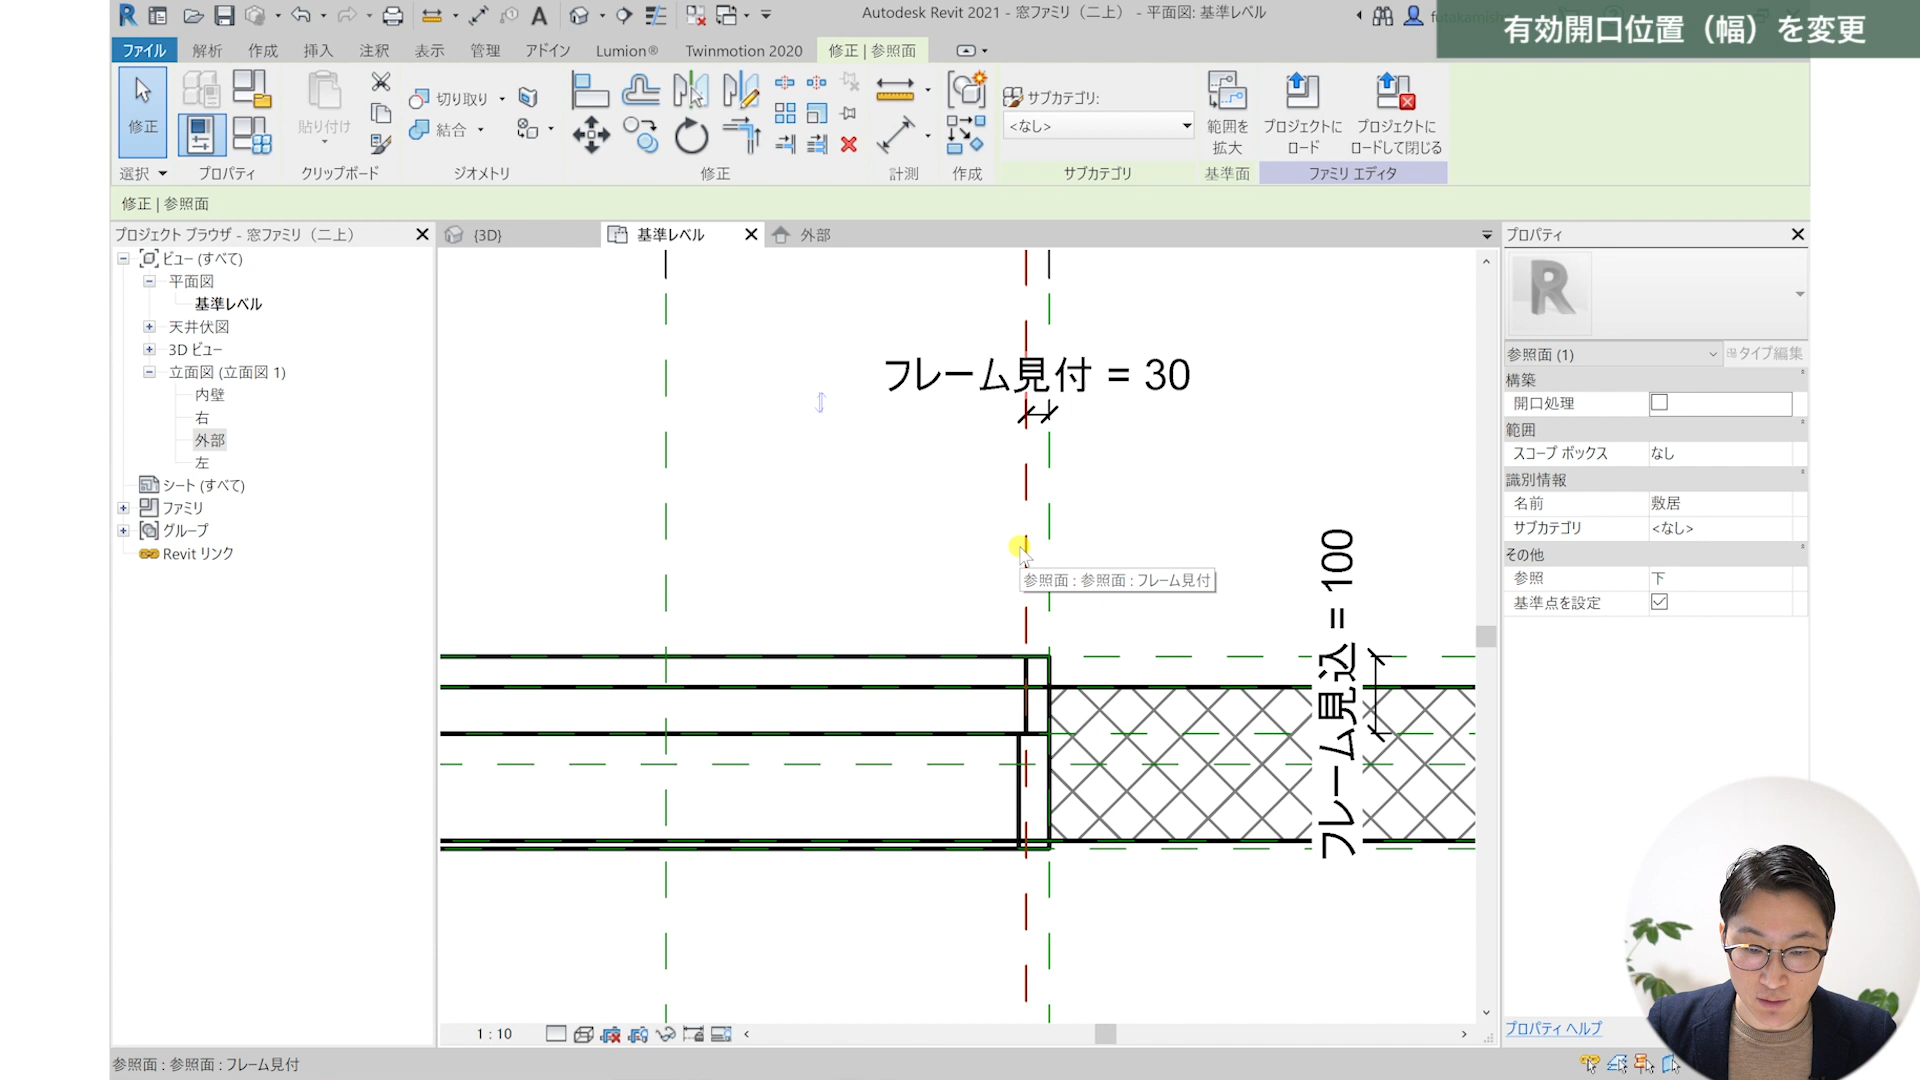 Autodesk Revit 2021 - 窓ファミリ（二上） - 平面図: 基準レベル
有効開口位置（幅）を変更
ファイル 解析 作成 挿入 注釈 表示 管理 アドイン Lumion® Twinmotion 2020 修正 | 参照面
修正
貼り付け
切り取り
結合
サブカテゴリ:
<なし>
範囲を
拡大
プロジェクトに
ロード
プロジェクトに
ロードして閉じる
選択 プロパティ クリップボード ジオメトリ 修正 計測 作成 サブカテゴリ 基準面 ファミリ エディタ
修正 | 参照面
プロジェクト ブラウザ - 窓ファミリ（二上）
ビュー (すべて)
平面図
基準レベル
天井伏図
3D ビュー
立面図 (立面図 1)
内壁
右
外部
左
シート (すべて)
ファミリ
グループ
Revit リンク
{3D} 基準レベル 外部
フレーム見付 = 30
参照面 : 参照面 : フレーム見付
フレーム見込 = 100
プロパティ
R
参照面 (1)
タイプ編集
構築
開口処理
範囲
スコープ ボックス なし
識別情報
名前 敷居
サブカテゴリ <なし>
その他
参照 下
基準点を設定
プロパティ ヘルプ
1 : 10
参照面 : 参照面 : フレーム見付